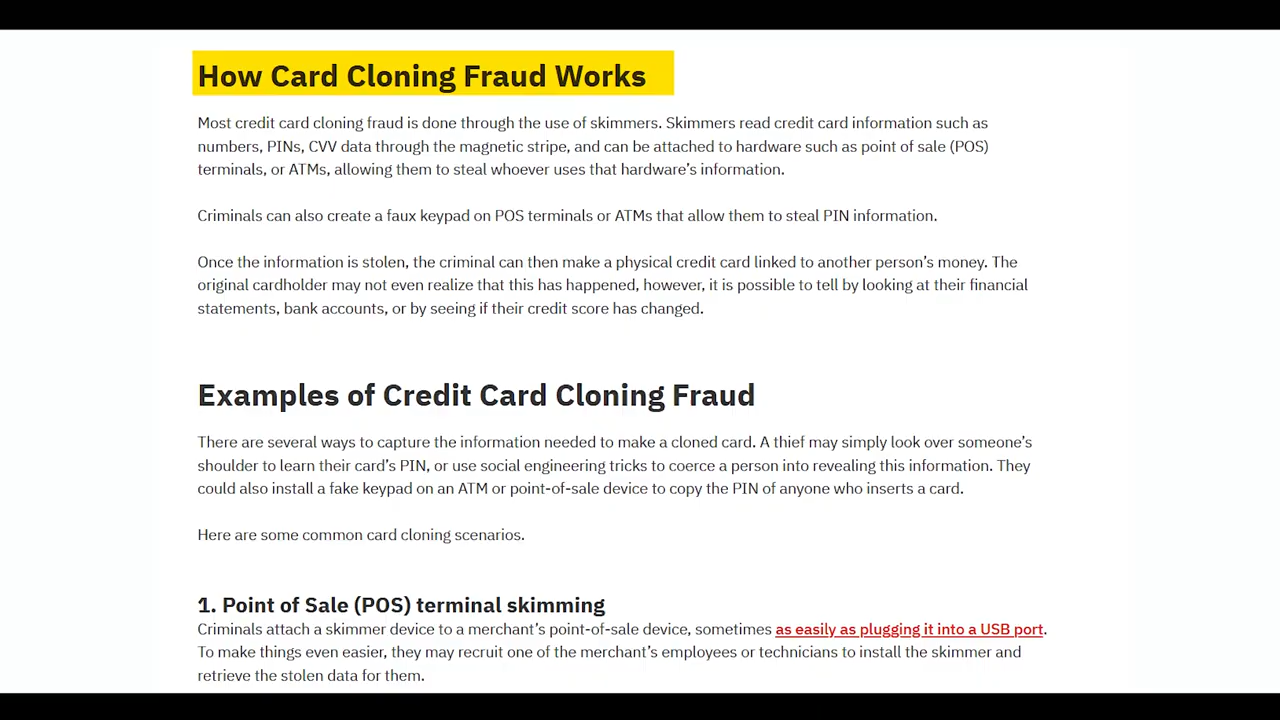 How Card Cloning Fraud Works
Most credit card cloning fraud is done through the use of skimmers. Skimmers read credit card information such as
numbers, PINs, CVV data through the magnetic stripe, and can be attached to hardware such as point of sale (POS)
terminals, or ATMs, allowing them to steal whoever uses that hardware’s information.
Criminals can also create a faux keypad on POS terminals or ATMs that allow them to steal PIN information.
Once the information is stolen, the criminal can then make a physical credit card linked to another person’s money. The
original cardholder may not even realize that this has happened, however, it is possible to tell by looking at their financial
statements, bank accounts, or by seeing if their credit score has changed.
Examples of Credit Card Cloning Fraud
There are several ways to capture the information needed to make a cloned card. A thief may simply look over someone’s
shoulder to learn their card’s PIN, or use social engineering tricks to coerce a person into revealing this information. They
could also install a fake keypad on an ATM or point-of-sale device to copy the PIN of anyone who inserts a card.
Here are some common card cloning scenarios.
1. Point of Sale (POS) terminal skimming
Criminals attach a skimmer device to a merchant’s point-of-sale device, sometimes as easily as plugging it into a USB port.
To make things even easier, they may recruit one of the merchant’s employees or technicians to install the skimmer and
retrieve the stolen data for them.